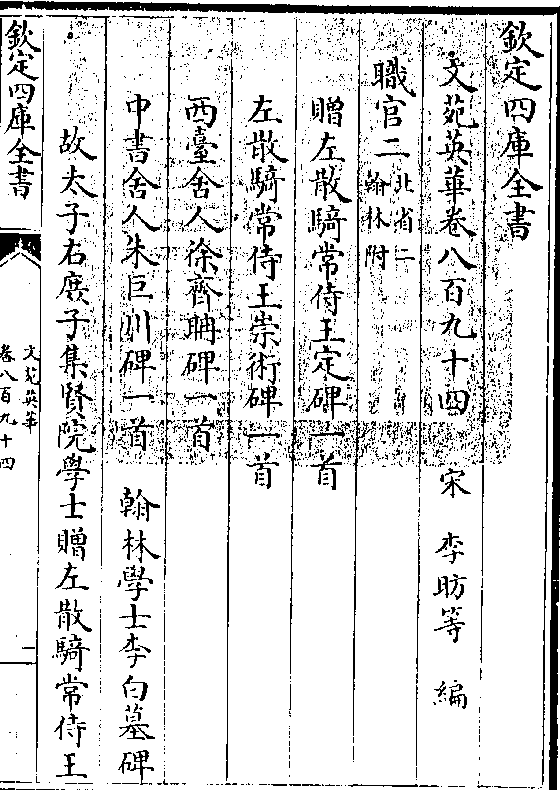 欽定四庫全書
文苑英華卷八百九十四 宋 李昉等 編
職官二 北省二 翰林附
贈左散騎常侍王定碑一首
左散騎常侍王崇術碑一首
西臺舍人徐齊聃碑一首
中書舍人朱巨川碑一首 翰林學士李白墓碑
故太子右庶子集賢院學士贈左散騎常侍王
欽定四庫全書
文苑英華
卷八百九十四
一